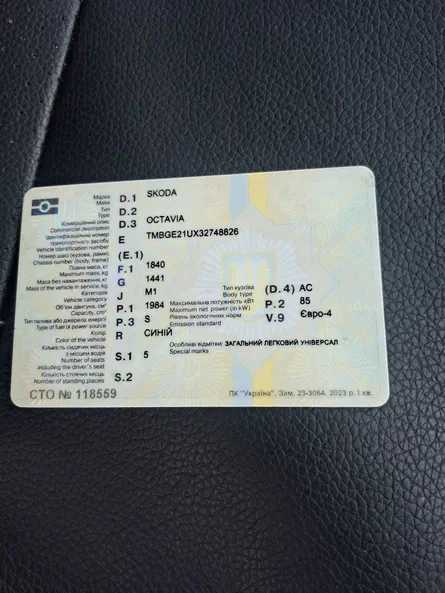 Марка D.1 SKODA
Make
Тип D.2
Type
Комерційний опис D.3 OCTAVIA
Commercial description
Ідентифікаційний номер
транспортного засобу E TMBGE21UX32748826
Vehicle identification number
Номер шасі (кузова, рами) (E.1)
Chassis number (body, frame)
Повна маса, кг F.1 1840
Maximum mass, kg
Маса без навантаження, кг G 1441
Mass of the vehicle in service, kg
Категорія J M1 Тип кузова (D.4) AC
Vehicle category Body type
Об'єм двигуна, см³ P.1 1984 Максимальна потужність кВт P.2 85
Capacity, cm³ Maximum net power (in kW)
Тип палива або джерела енергії P.3 S Рівень екологічних норм V.9 Євро-4
Type of fuel or power source Emission standard
Колір R СИНІЙ
Color of the vehicle
Кількість сидячих місць Особливі відмітки: ЗАГАЛЬНИЙ ЛЕГКОВИЙ УНІВЕРСАЛ
з місцем водія S.1 5 Special marks
Number of seats
including the driver's seat
Кількість стоячих місць S.2
Number of standing places
СТО № 118559 ПК "Україна". Зам. 23-3064. 2023 р. I кв.